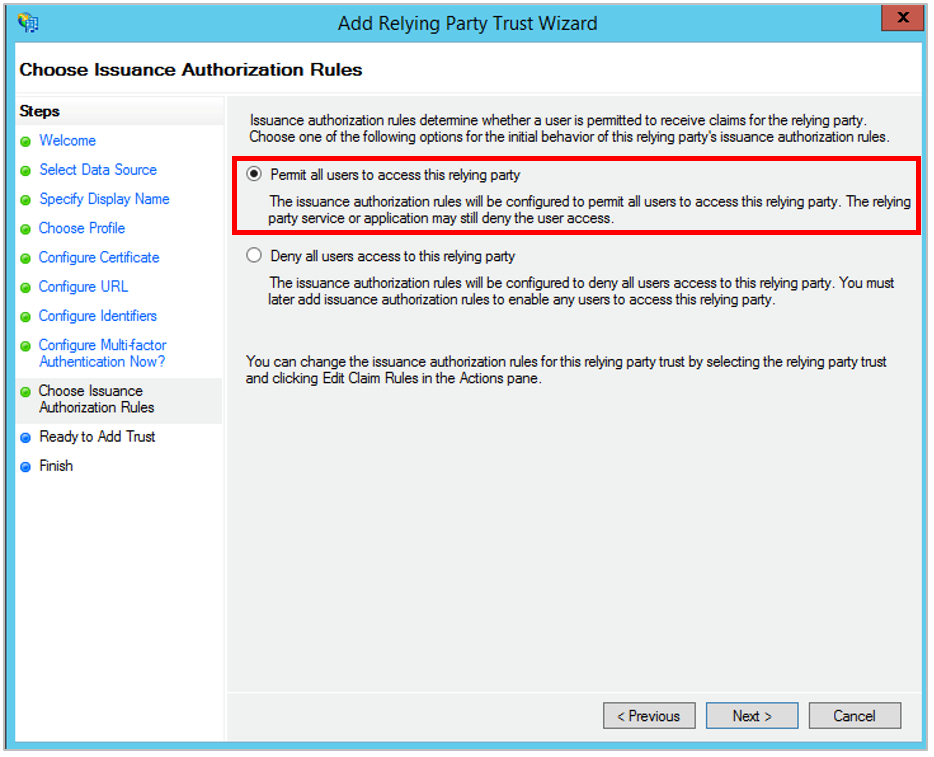 Add Relying Party Trust Wizard
x
Choose Issuance Authorization Rules
Steps
Welcome
Select Data Source
Specify Display Name
Choose Profile
Configure Certificate
Configure URL
Configure Identifiers
Configure Multi-factor
Authentication Now?
Choose Issuance
Authorization Rules
Ready to Add Trust
Finish
Issuance authorization rules determine whether a user is permitted to receive claims for the relying party.
Choose one of the following options for the initial behavior of this relying party's issuance authorization rules.
Permit all users to access this relying party
The issuance authorization rules will be configured to permit all users to access this relying party. The relying
party service or application may still deny the user access.
Deny all users access to this relying party
The issuance authorization rules will be configured to deny all users access to this relying party. You must
later add issuance authorization rules to enable any users to access this relying party.
You can change the issuance authorization rules for this relying party trust by selecting the relying party trust
and clicking Edit Claim Rules in the Actions pane.
< Previous
Next >
Cancel